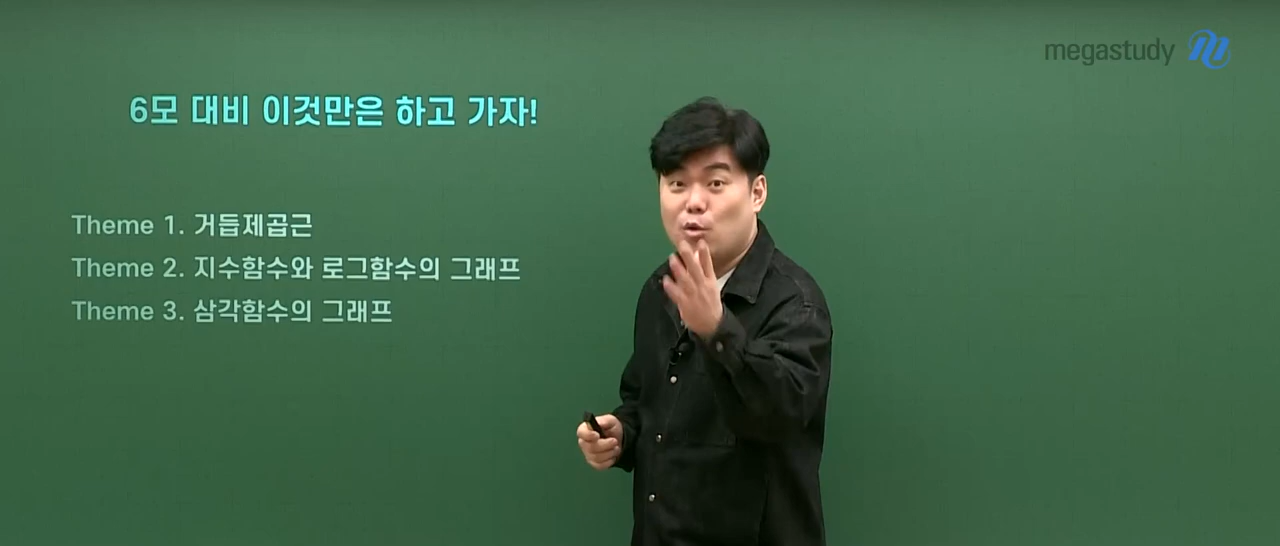 megastudy
6모 대비 이것만은 하고 가자!
Theme 1. 거듭제곱근
Theme 2. 지수함수와 로그함수의 그래프
Theme 3. 삼각함수의 그래프